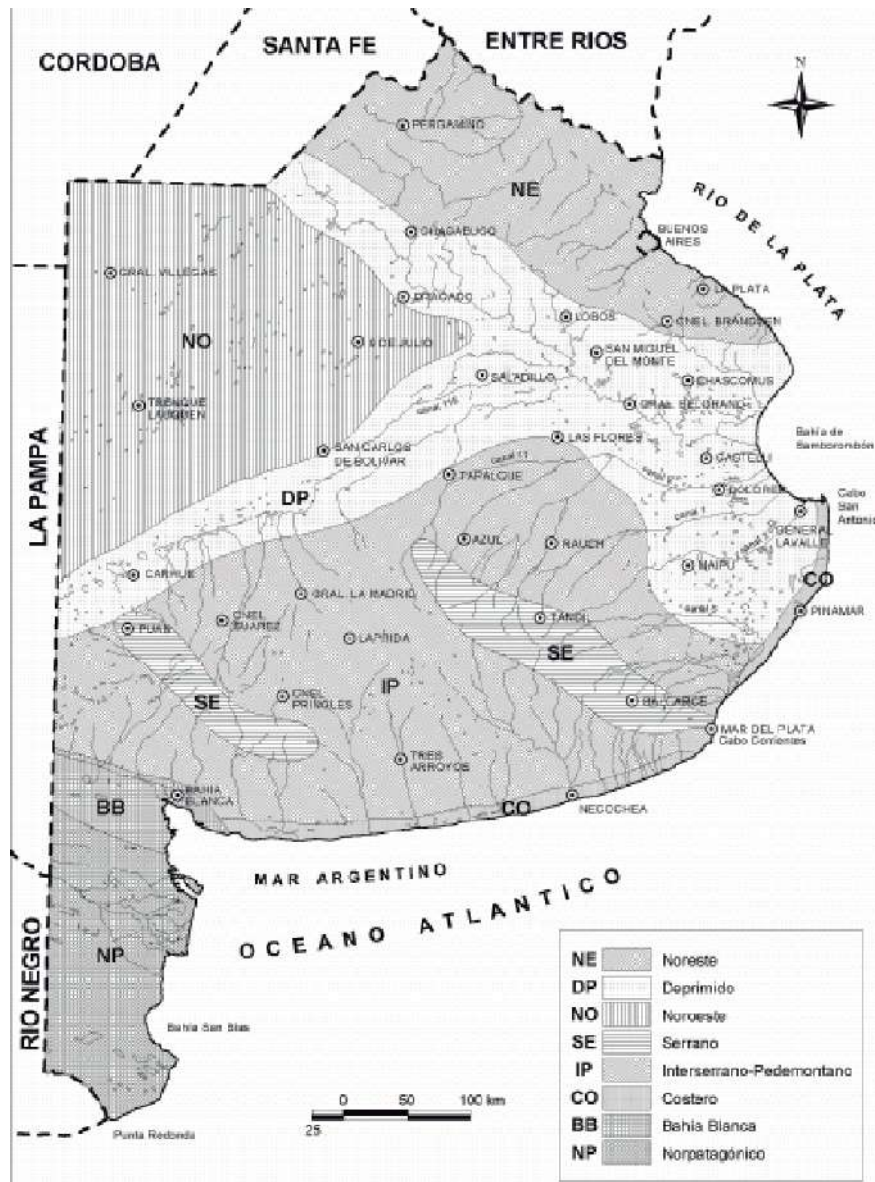 CORDOBA
SANTA FE
ENTRE RIOS
N
PERGAMINO
NE
RIO DE LA PLATA
CHACABUCO
BUENOS
AIRES
GRAL. VILLEGAS
LA PLATA
BRAGADO
LOBOS
CNEL. BRANDSEN
NO
9 DE JULIO
SAN MIGUEL
DEL MONTE
SALADILLO
CHASCOMUS
TRENQUE
LAUQUEN
GRAL. BELGRANO
Bahía de
Samborombón
LAS FLORES
SAN CARLOS
DE BOLIVAR
CASTELLI
canal 11
TAPALQUE
LA PAMPA
DP
DOLORES
Cabo
San
Antonio
GENERAL
LAVALLE
AZUL
RAUCH
MAIPU
CARHUE
CO
GRAL. LA MADRID
PINAMAR
CNEL
SUAREZ
TANDIL
PUAN
LAPRIDA
SE
IP
SE
CNEL
PRINGLES
BALCARCE
MAR DEL PLATA
Cabo Corrientes
TRES
ARROYOS
BAHIA
BLANCA
BB
CO
NECOCHEA
MAR ARGENTINO
OCEANO ATLANTICO
RIO NEGRO
NP
Bahía San Blas
Punta Redonda
0 50 100 km
25
NE Noreste
DP Deprimido
NO Noroeste
SE Serrano
IP Interserrano-Pedemontano
CO Costero
BB Bahía Blanca
NP Norpatagónico